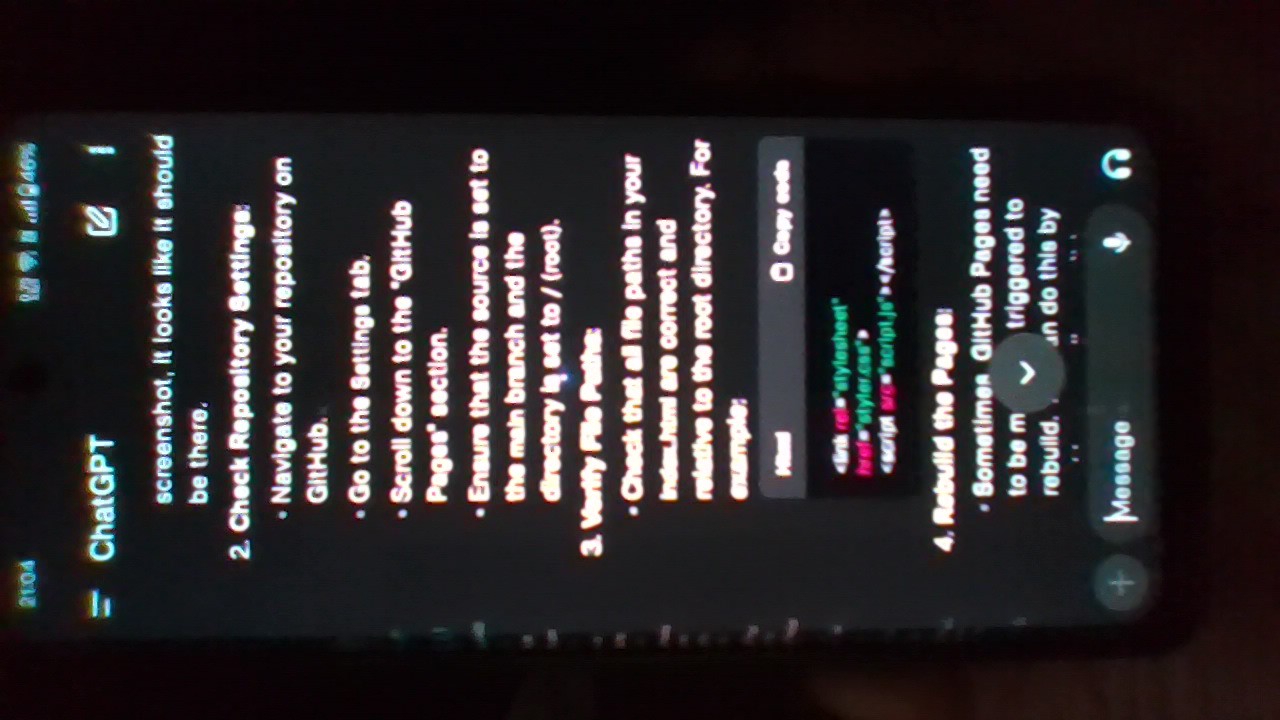 21:04
46%
ChatGPT
screenshot, it looks like it should
be there.
2. Check Repository Settings:
• Navigate to your repository on
GitHub.
• Go to the Settings tab.
• Scroll down to the "GitHub
Pages" section.
• Ensure that the source is set to
the main branch and the
directory is set to / (root).
3. Verify File Paths:
• Check that all file paths in your
index.html are correct and
relative to the root directory. For
example:
html Copy code
<link rel="stylesheet"
href="styler.css">
<script src="script.js"></script>
4. Rebuild the Pages:
• Sometimes GitHub Pages need
to be m triggered to
rebuild. an do this by
Message